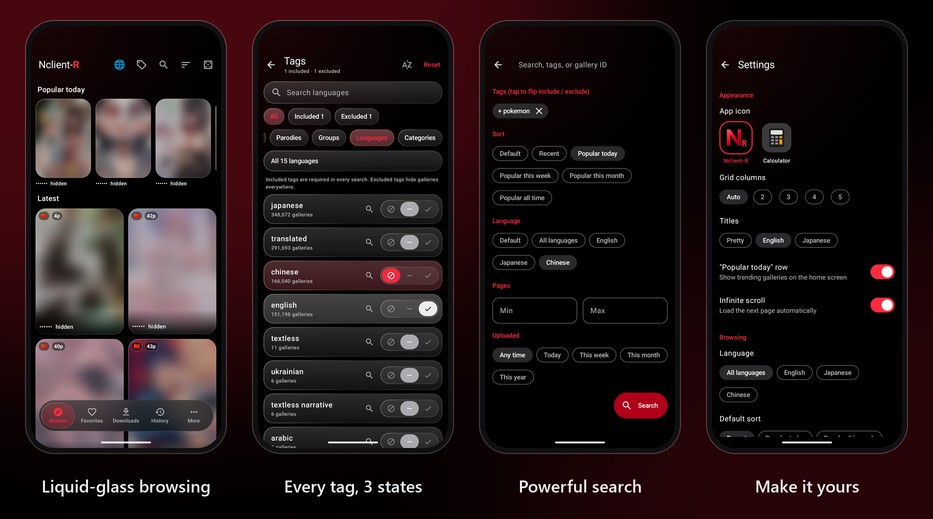 Nclient-R
Popular today
•••••• hidden
•••••• hidden
•••••• hidden
Latest
4p
42p
•••••• hidden
•••••• hidden
40p
43p
Browse
Favorites
Downloads
History
More
Liquid-glass browsing
Tags
1 included · 1 excluded
AZ
Reset
Search languages
All
Included 1
Excluded 1
Parodies
Groups
Languages
Categories
All 15 languages
Included tags are required in every search. Excluded tags hide galleries
everywhere.
japanese
348,072 galleries
translated
291,693 galleries
chinese
166,040 galleries
english
151,198 galleries
textless
11 galleries
ukrainian
6 galleries
textless narrative
6 galleries
arabic
Every tag, 3 states
Search, tags, or gallery ID
Tags (tap to flip include / exclude)
+ pokemon
Sort
Default
Recent
Popular today
Popular this week
Popular this month
Popular all time
Language
Default
All languages
English
Japanese
Chinese
Pages
Min
Max
Uploaded
Any time
Today
This week
This month
This year
Search
Powerful search
Settings
Appearance
App icon
NR
Nclient-R
Calculator
Grid columns
Auto
2
3
4
5
Titles
Pretty
English
Japanese
"Popular today" row
Show trending galleries on the home screen
Infinite scroll
Load the next page automatically
Browsing
Language
All languages
English
Japanese
Chinese
Default sort
Make it yours